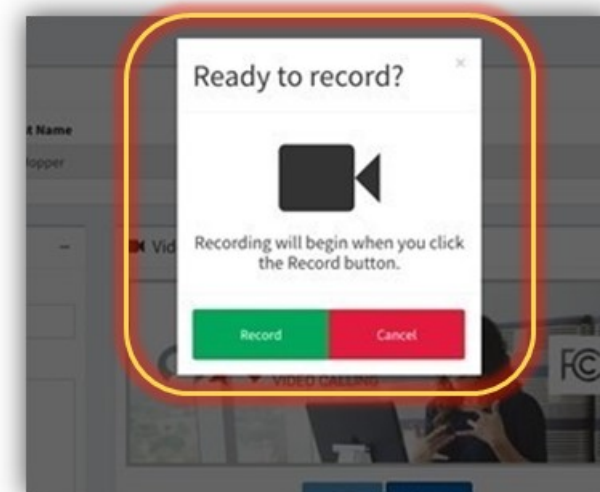 Ready to record?
×
t Name
lopper
Vid
Recording will begin when you click
the Record button.
Record
Cancel
VIDEO CALLING
FC